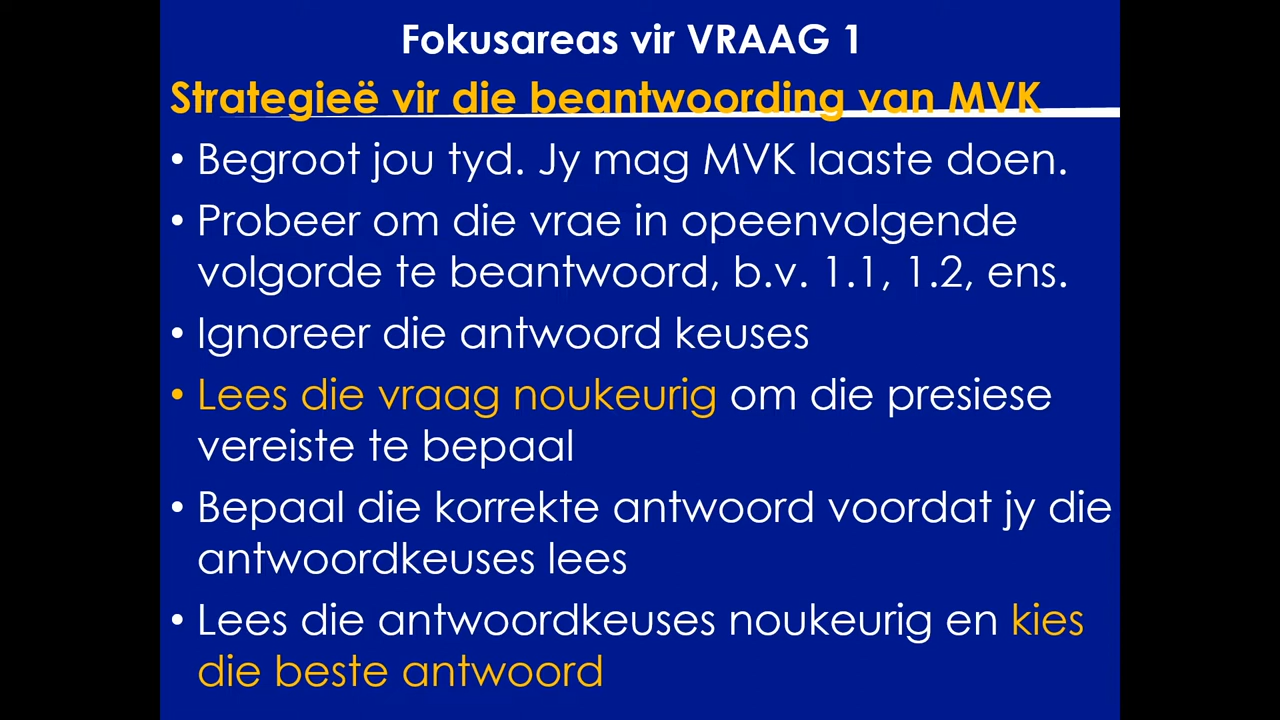 Fokusareas vir VRAAG 1
Strategieë vir die beantwoording van MVK
• Begroot jou tyd. Jy mag MVK laaste doen.
• Probeer om die vrae in opeenvolgende
volgorde te beantwoord, b.v. 1.1, 1.2, ens.
• Ignoreer die antwoord keuses
• Lees die vraag noukeurig om die presiese
vereiste te bepaal
• Bepaal die korrekte antwoord voordat jy die
antwoordkeuses lees
• Lees die antwoordkeuses noukeurig en kies
die beste antwoord